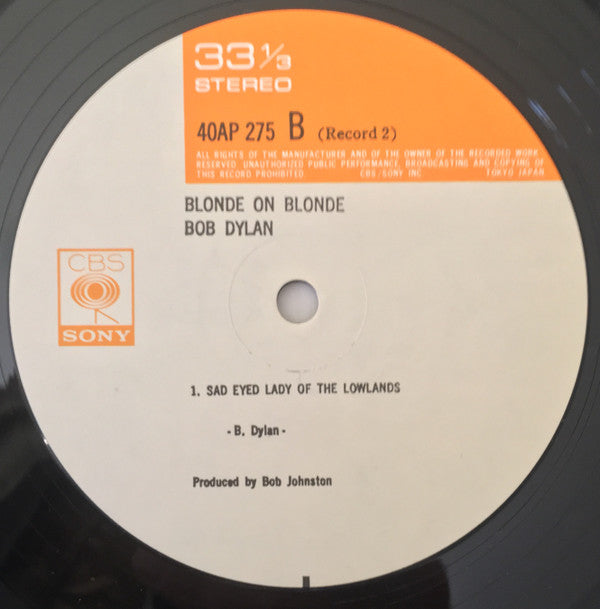 33 1/3
STEREO
40AP 275 B (Record 2)
ALL RIGHTS OF THE MANUFACTURER AND OF THE OWNER OF THE RECORDED WORK
RESERVED. UNAUTHORIZED PUBLIC PERFORMANCE, BROADCASTING AND COPYING OF
THIS RECORD PROHIBITED CBS/SONY INC TOKYO JAPAN
BLONDE ON BLONDE
BOB DYLAN
CBS
SONY
1. SAD EYED LADY OF THE LOWLANDS
- B. Dylan -
Produced by Bob Johnston